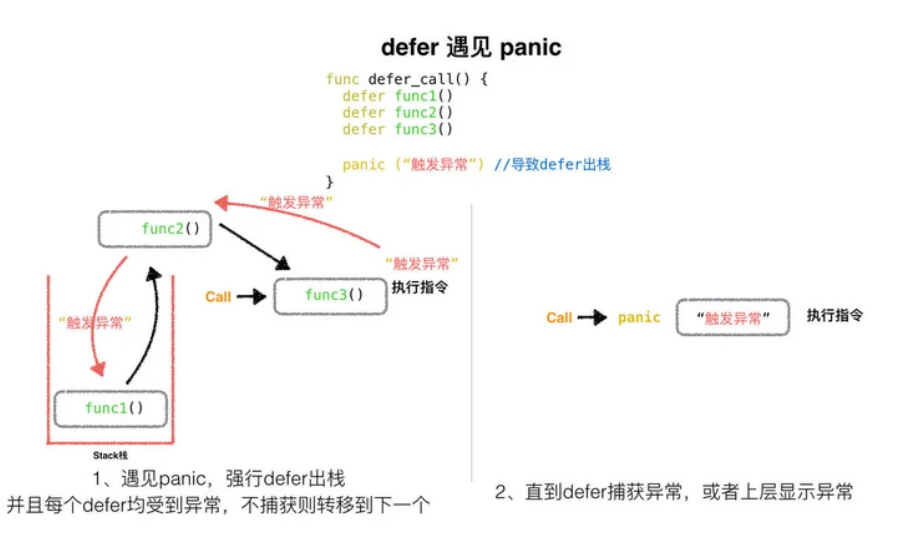 defer 遇见 panic
func defer_call() {
defer func1()
defer func2()
defer func3()
panic (“触发异常”) //导致defer出栈
}
“触发异常”
func2()
“触发异常”
Call
func3()
执行指令
“触发异常”
func1()
Stack栈
1、遇见panic，强行defer出栈
并且每个defer均受到异常，不捕获则转移到下一个
Call
panic
“触发异常”
执行指令
2、直到defer捕获异常，或者上层显示异常